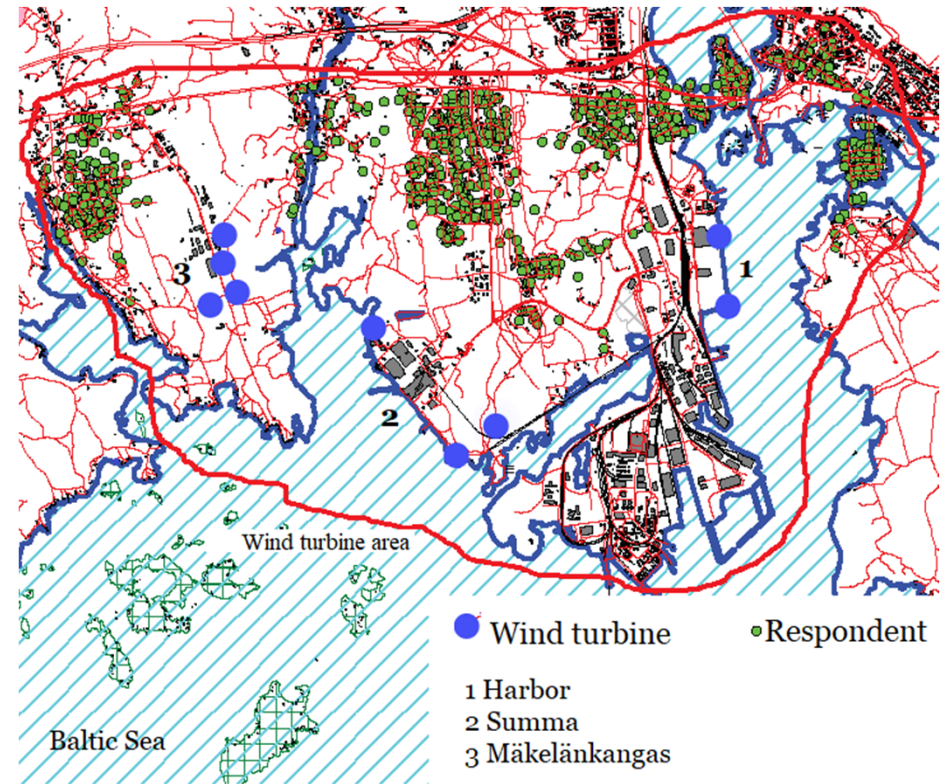 3
1
2
Wind turbine area
Wind turbine
Respondent
1 Harbor
2 Summa
3 Mäkelänkangas
Baltic Sea